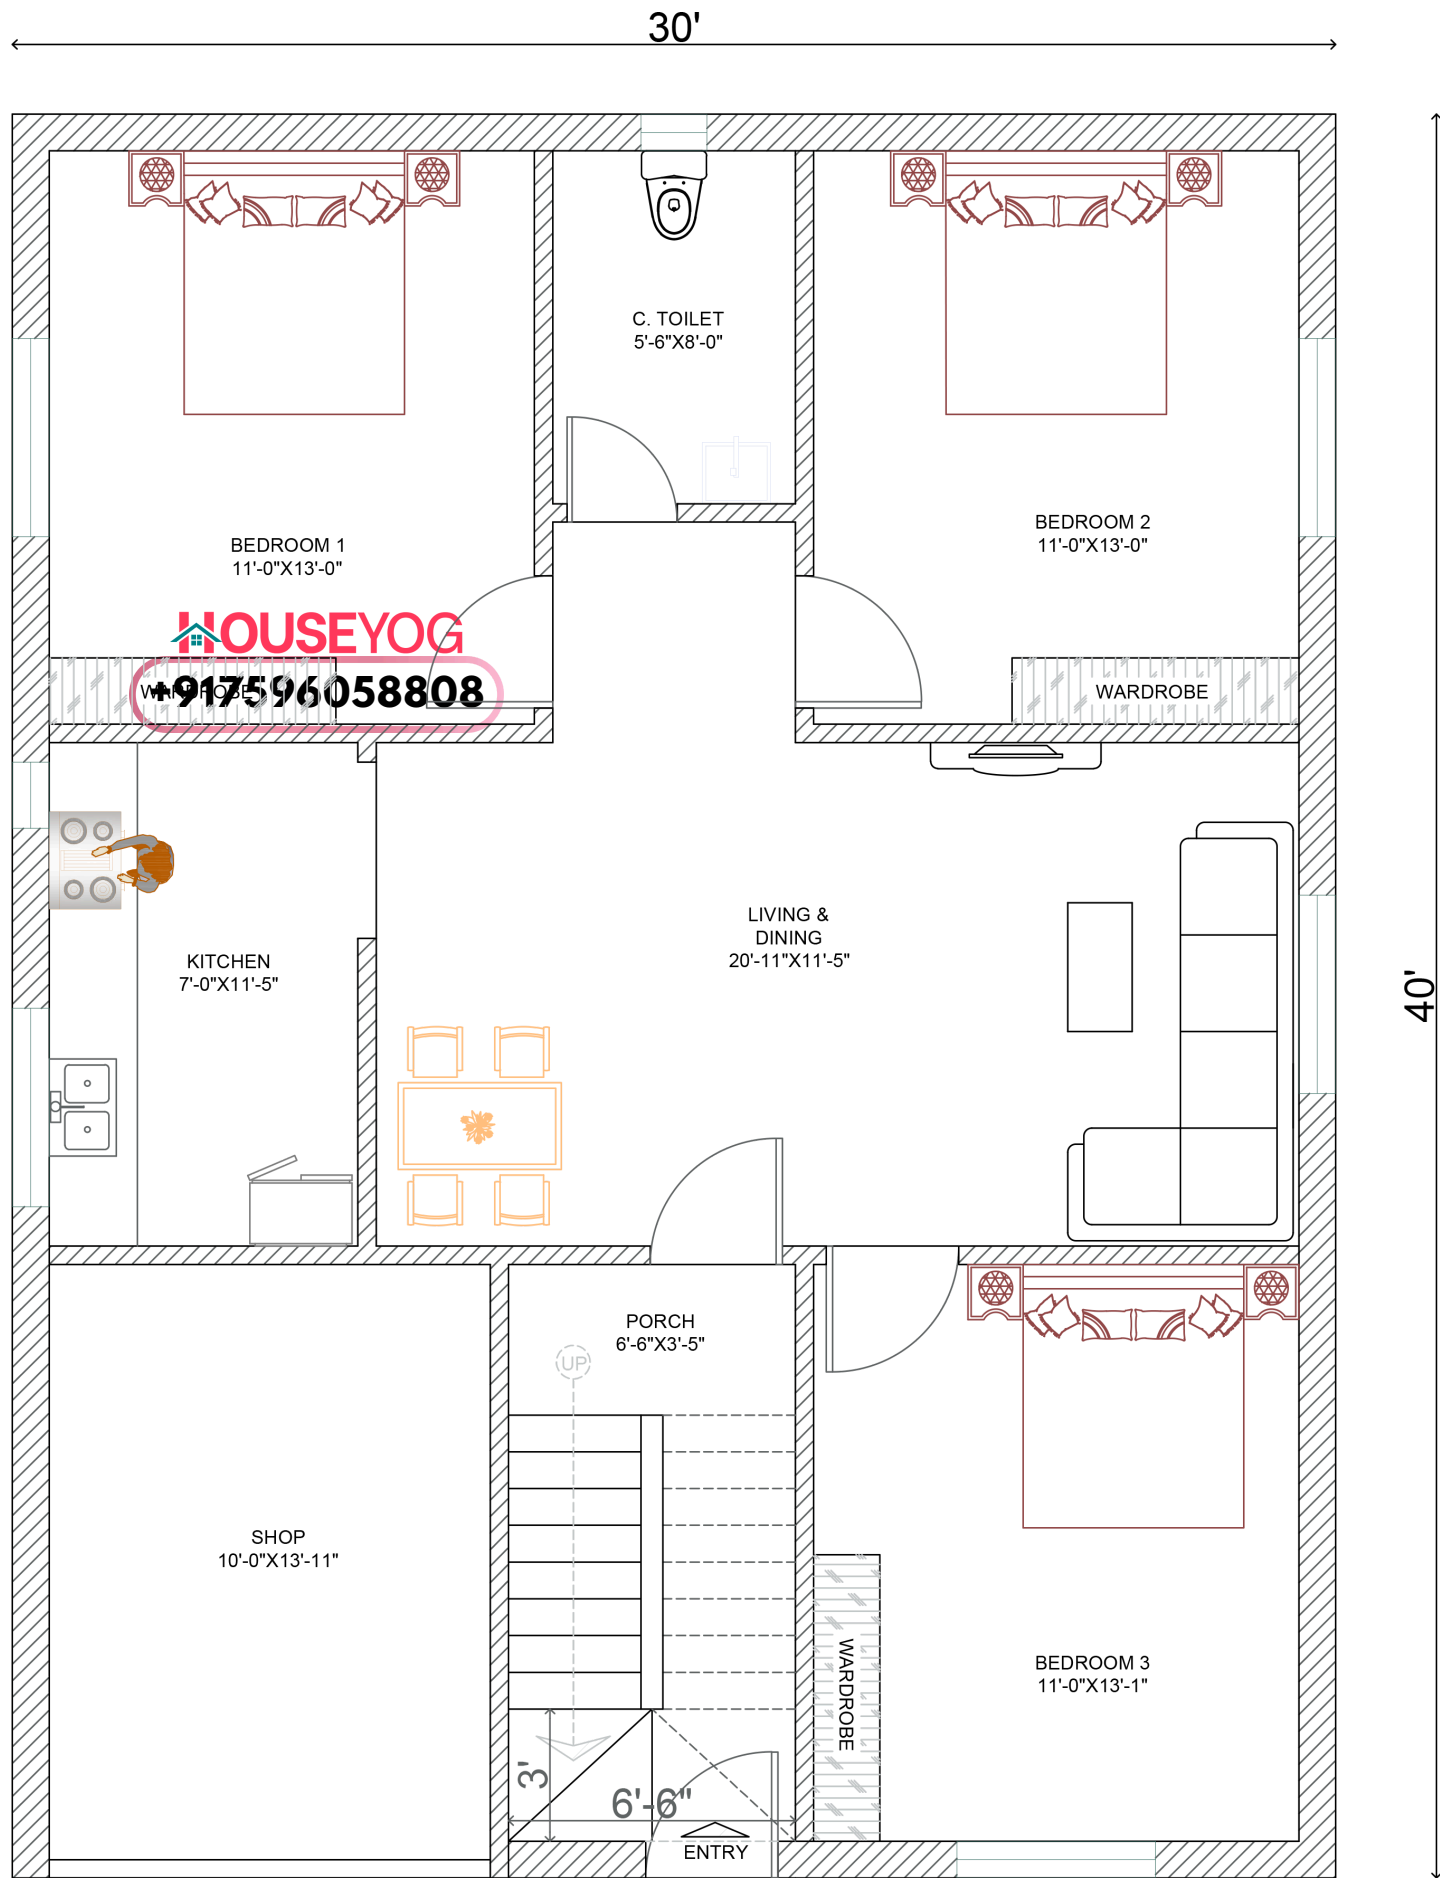 30'
C. TOILET
5'-6"X8'-0"
BEDROOM 2
11'-0"X13'-0"
BEDROOM 1
11'-0"X13'-0"
HOUSEYOG
WARDROBE
+917596058808
WARDROBE
LIVING &
DINING
20'-11"X11'-5"
KITCHEN
7'-0"X11'-5"
40'
PORCH
6'-6"X3'-5"
UP
SHOP
10'-0"X13'-11"
BEDROOM 3
11'-0"X13'-1"
WARDROBE
3'
6'-6"
ENTRY